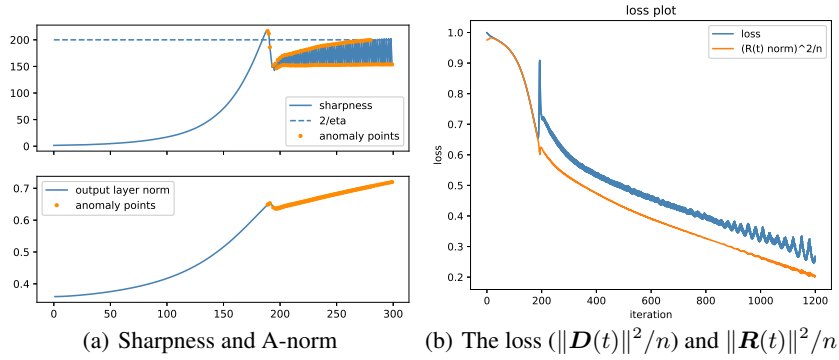 200
150
100
50
0
sharpness
2/eta
anomaly points
0.7
0.6
0.5
0.4
output layer norm
anomaly points
0 50 100 150 200 250 300
(a) Sharpness and A-norm
loss plot
1.0
0.9
0.8
0.7
0.6
0.5
0.4
0.3
0.2
loss
loss
(R(t) norm)^2/n
0 200 400 600 800 1000 1200
iteration
(b) The loss (‖D(t)‖²/n) and ‖R(t)‖²/n